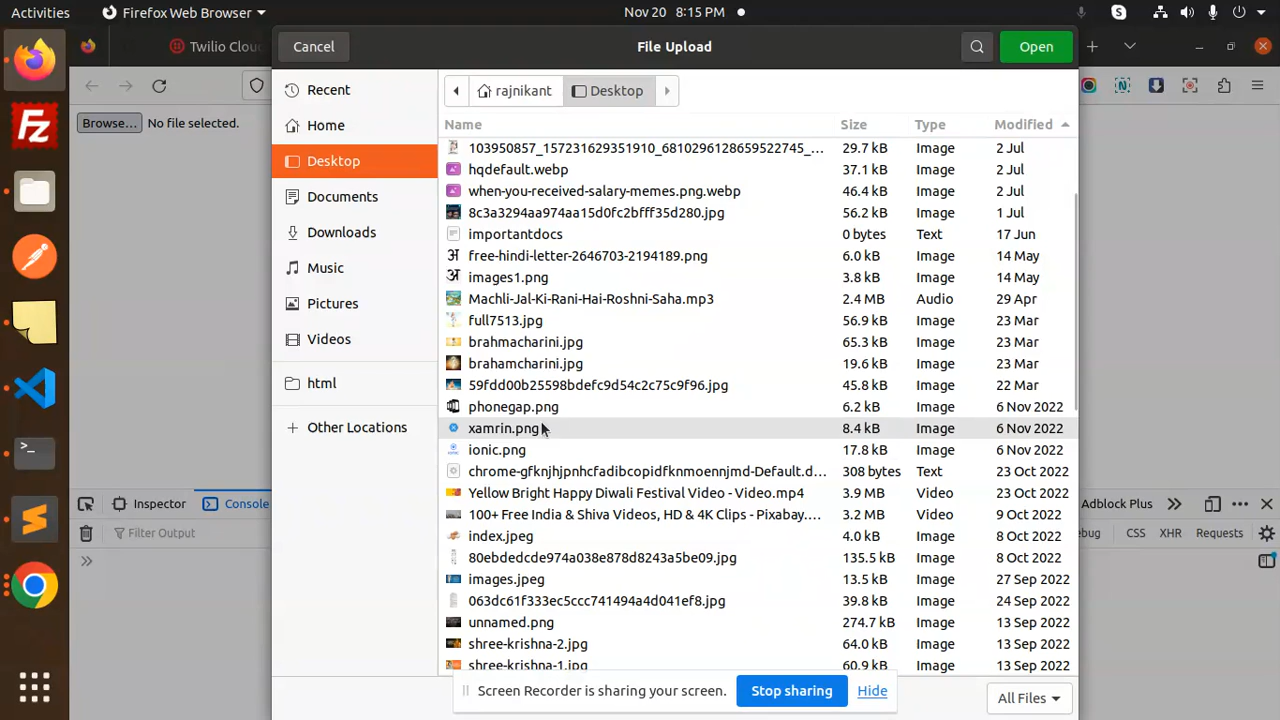 Activities Firefox Web Browser Nov 20 8:15 PM
Twilio Clou
Cancel File Upload Open
Browse... No file selected.
Recent
Home
Desktop
Documents
Downloads
Music
Pictures
Videos
html
Other Locations
rajnikant Desktop
Name Size Type Modified
103950857_157231629351910_6810296128659522745_... 29.7 kB Image 2 Jul
hqdefault.webp 37.1 kB Image 2 Jul
when-you-received-salary-memes.png.webp 46.4 kB Image 2 Jul
8c3a3294aa974aa15d0fc2bfff35d280.jpg 56.2 kB Image 1 Jul
importantdocs 0 bytes Text 17 Jun
अ free-hindi-letter-2646703-2194189.png 6.0 kB Image 14 May
अ images1.png 3.8 kB Image 14 May
Machli-Jal-Ki-Rani-Hai-Roshni-Saha.mp3 2.4 MB Audio 29 Apr
full7513.jpg 56.9 kB Image 23 Mar
brahmacharini.jpg 65.3 kB Image 23 Mar
brahamcharini.jpg 19.6 kB Image 23 Mar
59fdd00b25598bdefc9d54c2c75c9f96.jpg 45.8 kB Image 22 Mar
phonegap.png 6.2 kB Image 6 Nov 2022
xamrin.png 8.4 kB Image 6 Nov 2022
ionic.png 17.8 kB Image 6 Nov 2022
chrome-gfknjhjpnhcfadibcopidfknmoennjmd-Default.d... 308 bytes Text 23 Oct 2022
Yellow Bright Happy Diwali Festival Video - Video.mp4 3.9 MB Video 23 Oct 2022
100+ Free India & Shiva Videos, HD & 4K Clips - Pixabay.... 3.2 MB Video 9 Oct 2022
index.jpeg 4.0 kB Image 8 Oct 2022
80ebdedcde974a038e878d8243a5be09.jpg 135.5 kB Image 8 Oct 2022
images.jpeg 13.5 kB Image 27 Sep 2022
063dc61f333ec5ccc741494a4d041ef8.jpg 39.8 kB Image 24 Sep 2022
unnamed.png 274.7 kB Image 13 Sep 2022
shree-krishna-2.jpg 64.0 kB Image 13 Sep 2022
shree-krishna-1.jpg 60.9 kB Image 13 Sep 2022
Inspector Console Adblock Plus
Filter Output ebug CSS XHR Requests
Screen Recorder is sharing your screen. Stop sharing Hide
All Files